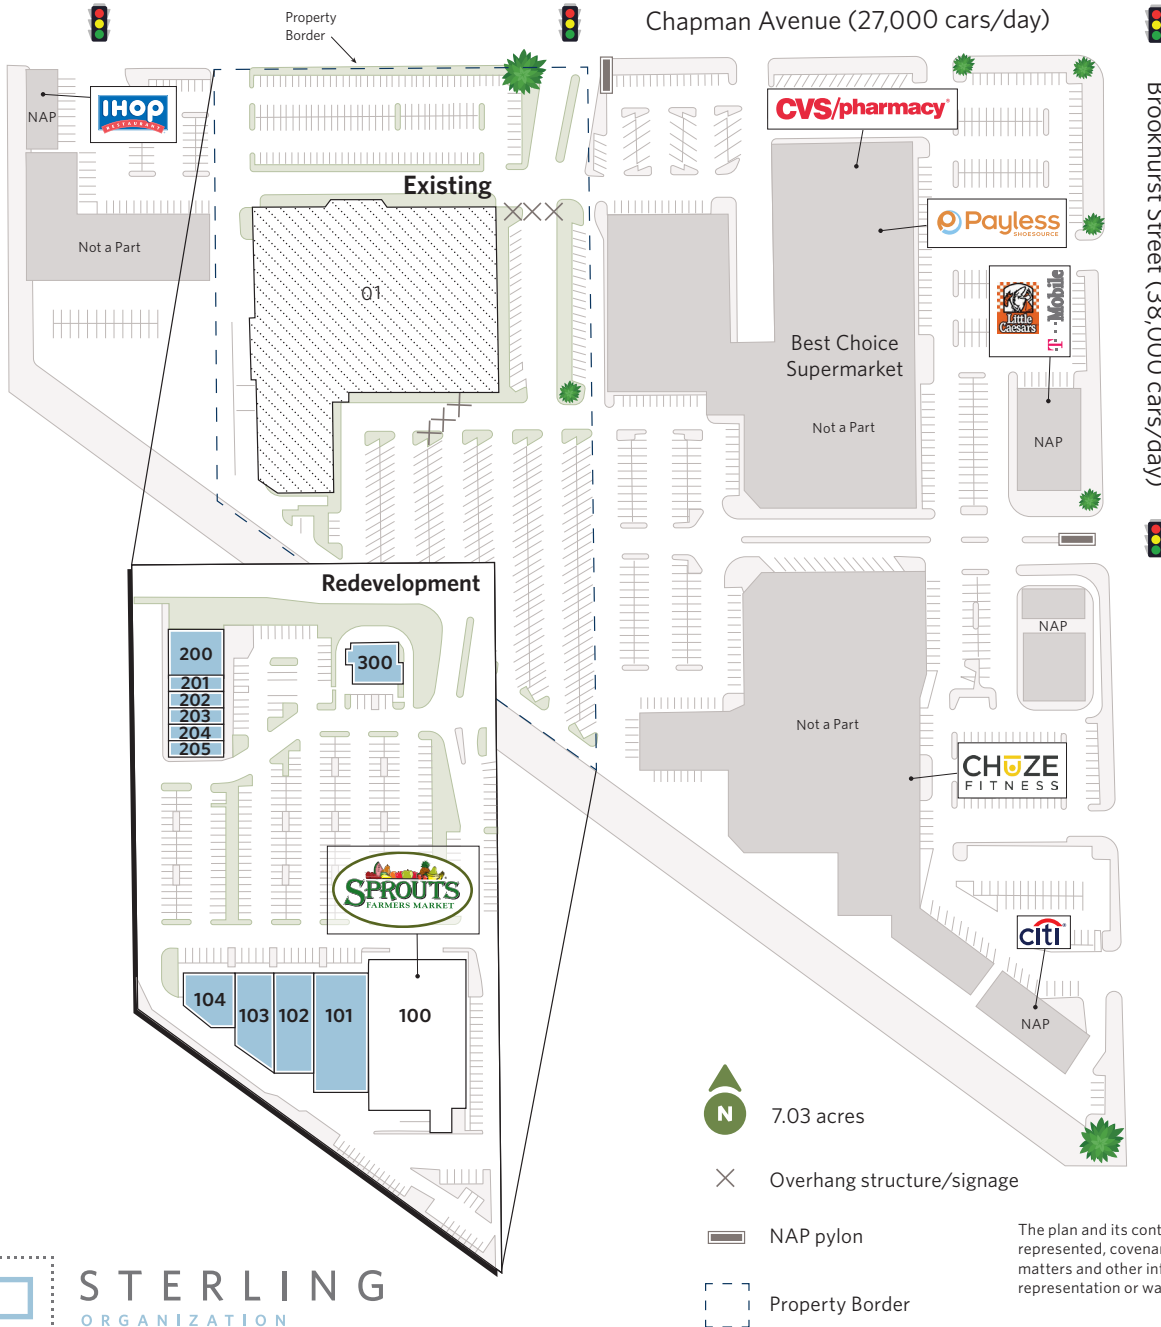 Property
Border
Chapman Avenue (27,000 cars/day)
Brookhurst Street (38,000 cars/day)
NAP
IHOP
RESTAURANT
CVS/pharmacy
Existing
Not a Part
Payless
SHOESOURCE
01
Little
Caesars
T··Mobile
Best Choice
Supermarket
Not a Part
NAP
Redevelopment
200
201
202
203
204
205
300
NAP
Not a Part
CHUZE
FITNESS
SPROUTS
FARMERS MARKET
citi
104
103
102
101
100
NAP
N
7.03 acres
Overhang structure/signage
NAP pylon
Property Border
The plan and its cont
represented, covenan
matters and other inf
representation or wa
STERLING
ORGANIZATION